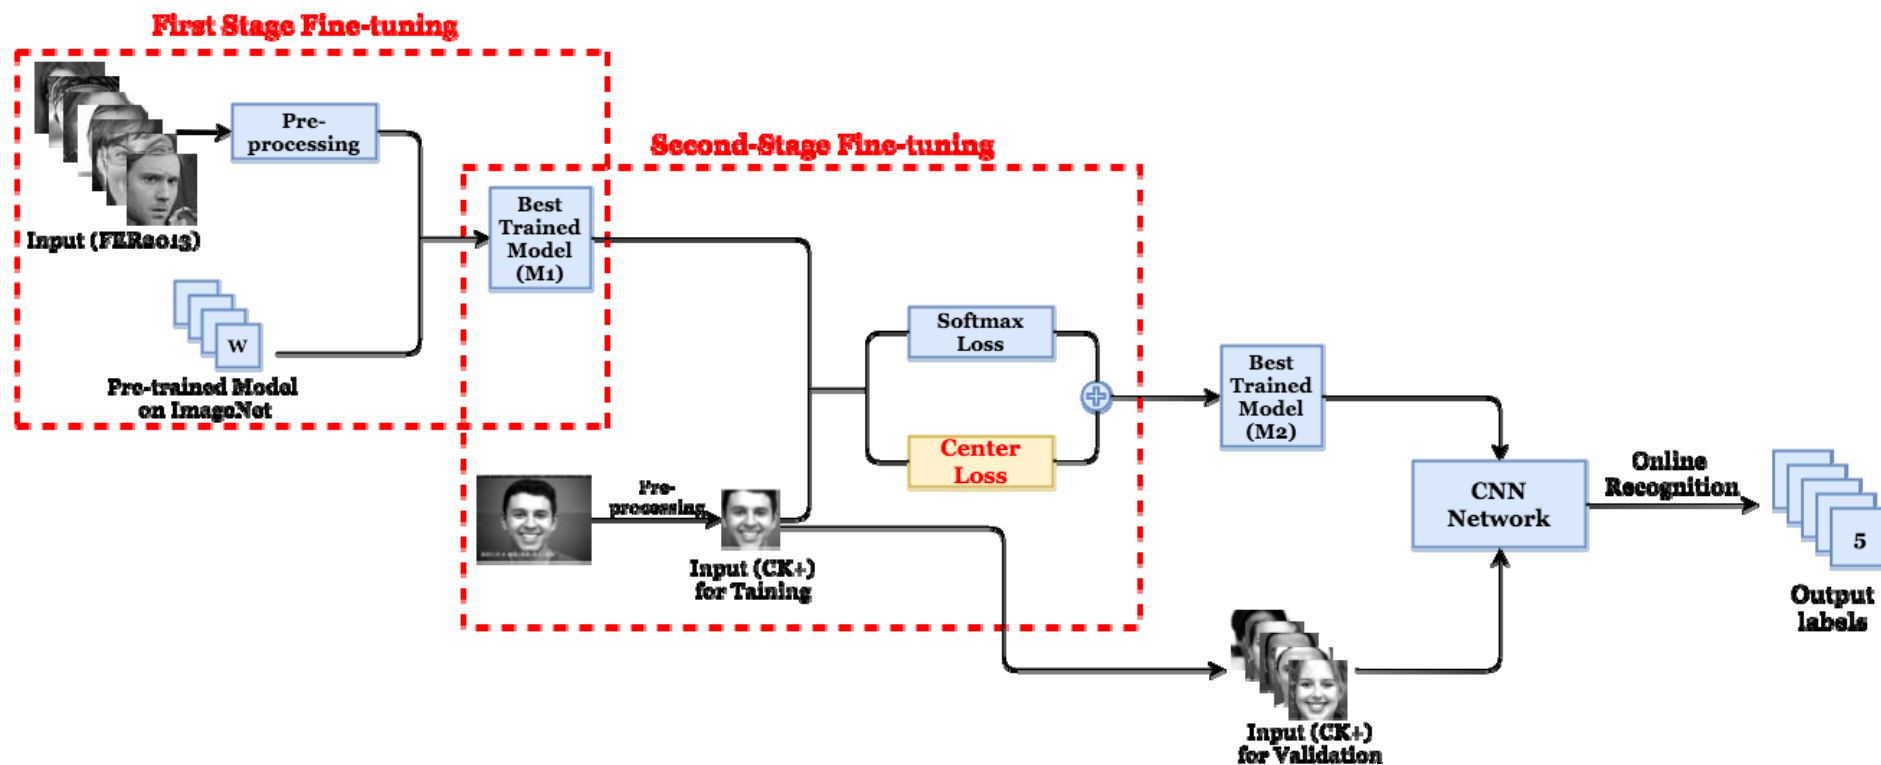 First Stage Fine-tuning
Pre-
processing
Input (FER2013)
W
Pre-trained Model
on ImageNet
Second-Stage Fine-tuning
Best
Trained
Model
(M1)
Softmax
Loss
Center
Loss
Pre-
processing
Input (CK+)
for Taining
Best
Trained
Model
(M2)
CNN
Network
Online
Recognition
5
Output
labels
Input (CK+)
for Validation